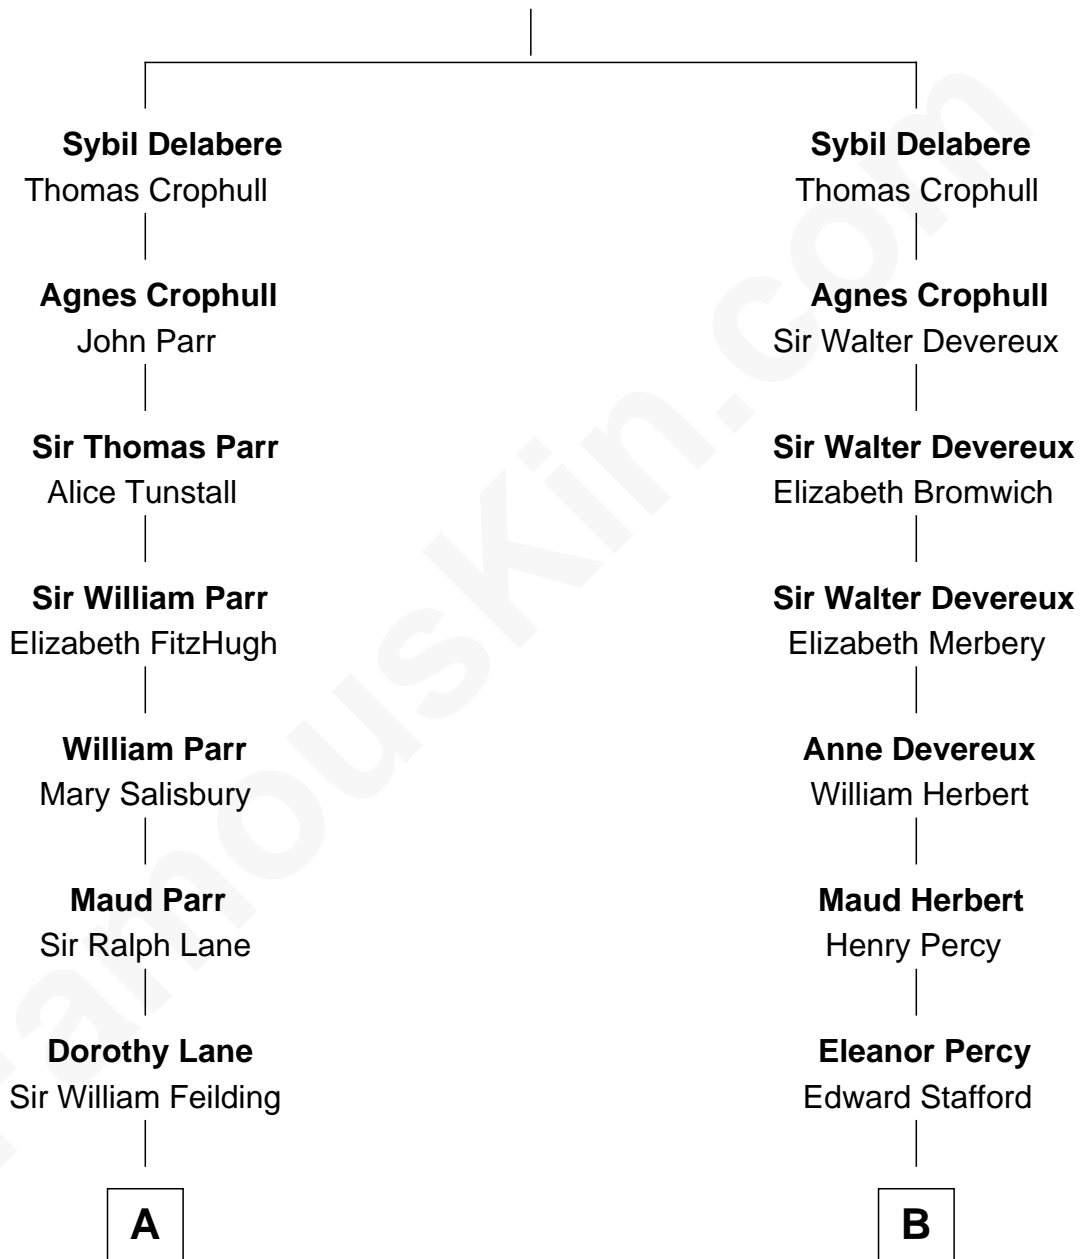 Sybil Delabere
Thomas Crophull
Agnes Crophull
John Parr
Sir Thomas Parr
Alice Tunstall
Sir William Parr
Elizabeth FitzHugh
William Parr
Mary Salisbury
Maud Parr
Sir Ralph Lane
Dorothy Lane
Sir William Feilding
A
Sybil Delabere
Thomas Crophull
Agnes Crophull
Sir Walter Devereux
Sir Walter Devereux
Elizabeth Bromwich
Sir Walter Devereux
Elizabeth Merbery
Anne Devereux
William Herbert
Maud Herbert
Henry Percy
Eleanor Percy
Edward Stafford
B
FamousKin.com